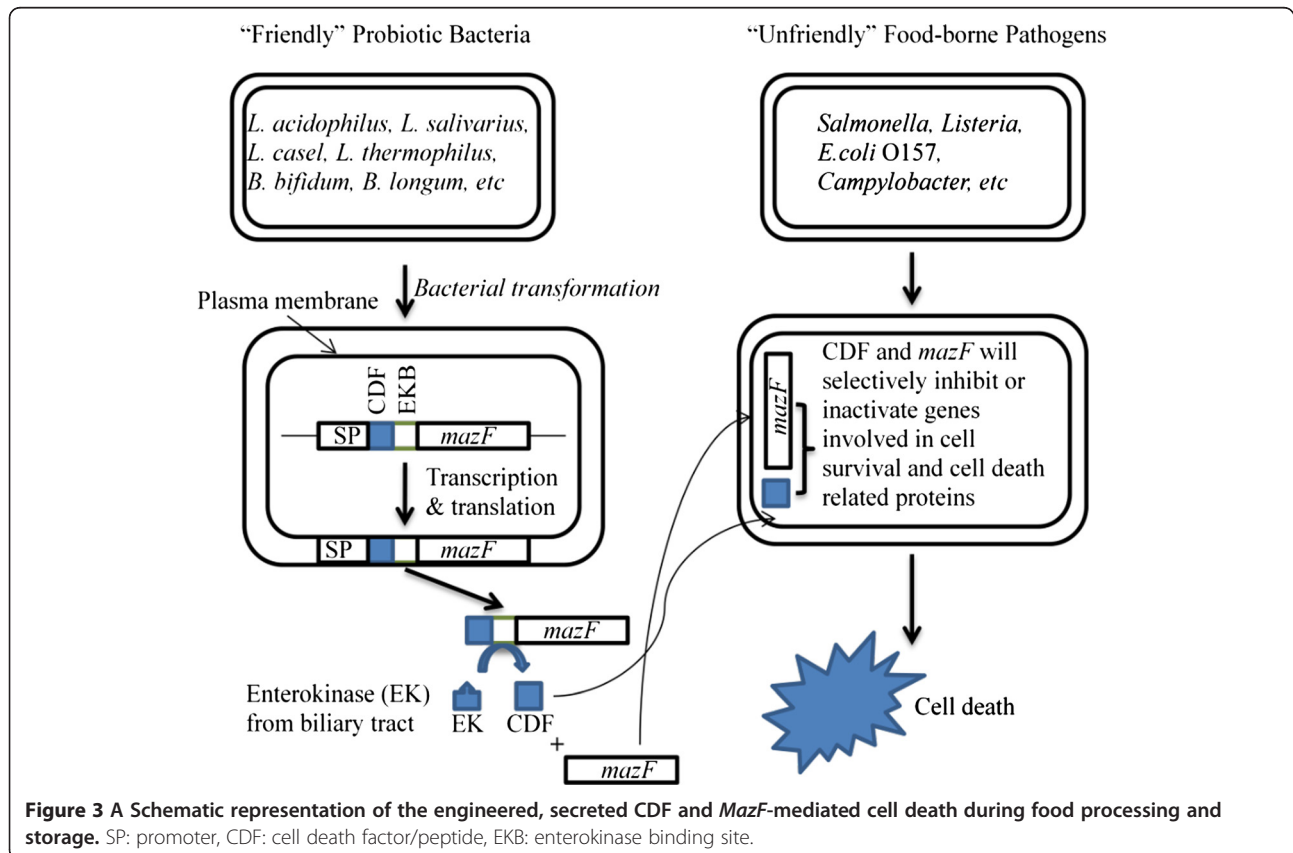 “Friendly” Probiotic Bacteria
“Unfriendly” Food-borne Pathogens
L. acidophilus, L. salivarius,
L. casel, L. thermophilus,
B. bifidum, B. longum, etc
Salmonella, Listeria,
E.coli O157,
Campylobacter, etc
Bacterial transformation
Plasma membrane
CDF
EKB
SP
mazF
Transcription
& translation
SP
mazF
mazF
Enterokinase (EK)
from biliary tract
EK
CDF
+
mazF
mazF
CDF and mazF will
selectively inhibit or
inactivate genes
involved in cell
survival and cell death
related proteins
Cell death
Figure 3 A Schematic representation of the engineered, secreted CDF and MazF-mediated cell death during food processing and
storage. SP: promoter, CDF: cell death factor/peptide, EKB: enterokinase binding site.